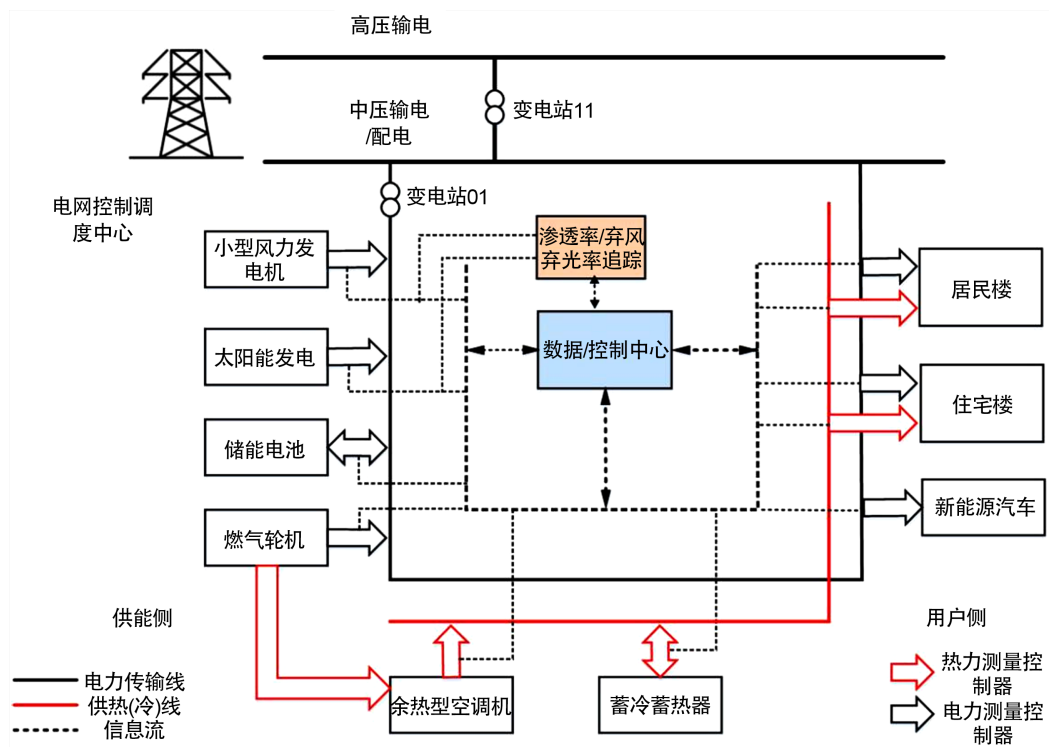 高压输电
中压输电
/配电
变电站11
电网控制调
度中心
变电站01
小型风力发
电机
渗透率/弃风
弃光率追踪
居民楼
太阳能发电
数据/控制中心
住宅楼
储能电池
新能源汽车
燃气轮机
供能侧
用户侧
电力传输线
供热(冷)线
信息流
余热型空调机
蓄冷蓄热器
热力测量控
制器
电力测量控
制器